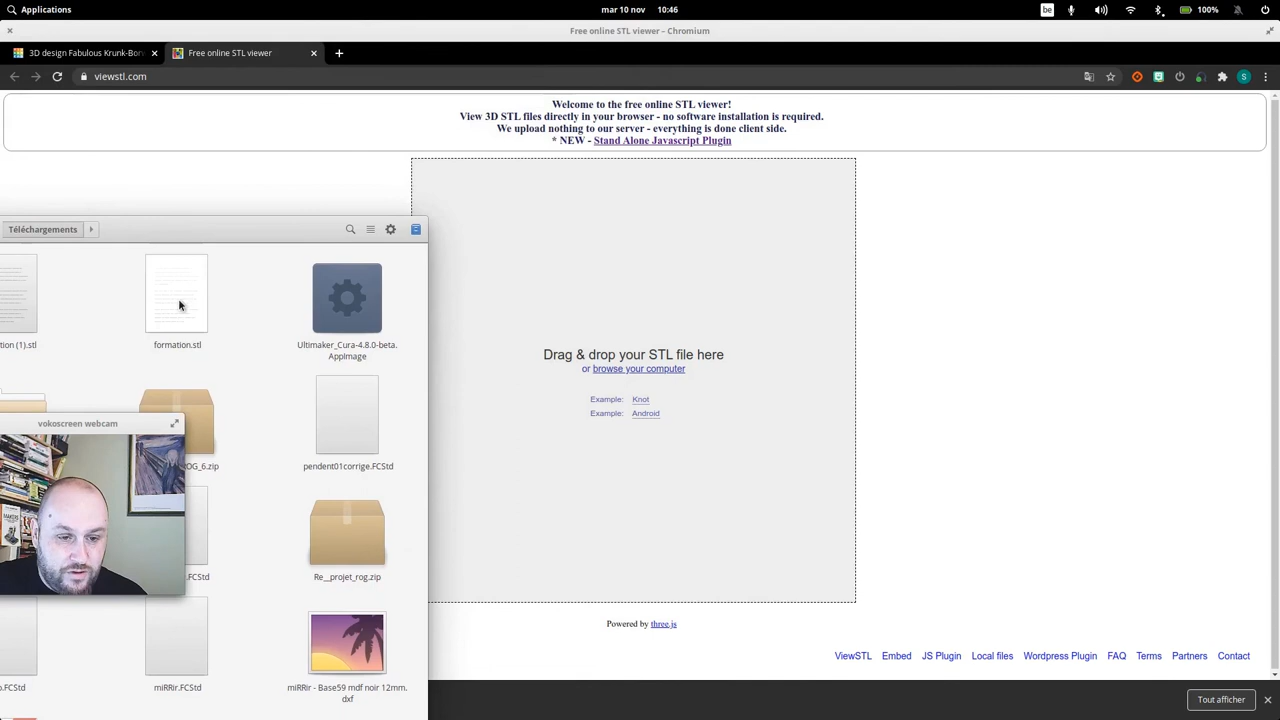 Applications
mar 10 nov
10:46
be
100%
Free online STL viewer - Chromium
3D design Fabulous Krunk-Borw
Free online STL viewer
viewstl.com
S
Welcome to the free online STL viewer!
View 3D STL files directly in your browser - no software installation is required.
We upload nothing to our server - everything is done client side.
* NEW - Stand Alone Javascript Plugin
Téléchargements
tion (1).stl
formation.stl
Ultimaker_Cura-4.8.0-beta.
AppImage
Drag & drop your STL file here
or browse your computer
Example: Knot
Example: Android
vokoscreen webcam
OG_6.zip
pendent01corrige.FCStd
.FCStd
Re__projet_rog.zip
Powered by three.js
ViewSTL Embed JS Plugin Local files Wordpress Plugin FAQ Terms Partners Contact
.FCStd
miRRir.FCStd
miRRir - Base59 mdf noir 12mm.
dxf
Tout afficher